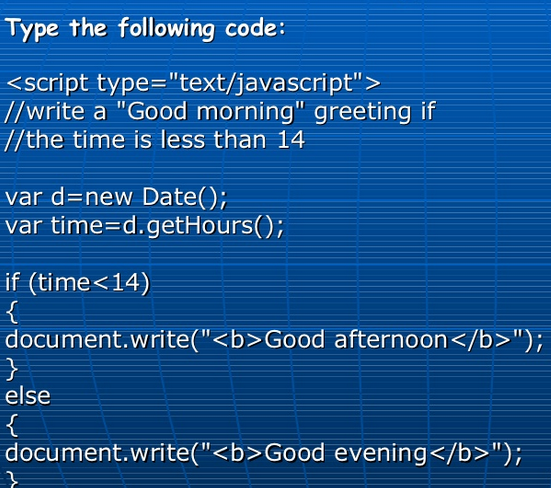 Type the following code:
<script type="text/javascript">
//write a "Good morning" greeting if
//the time is less than 14
var d=new Date();
var time=d.getHours();
if (time<14)
{
document.write("<b>Good afternoon</b>");
}
else
{
document.write("<b>Good evening</b>");
}